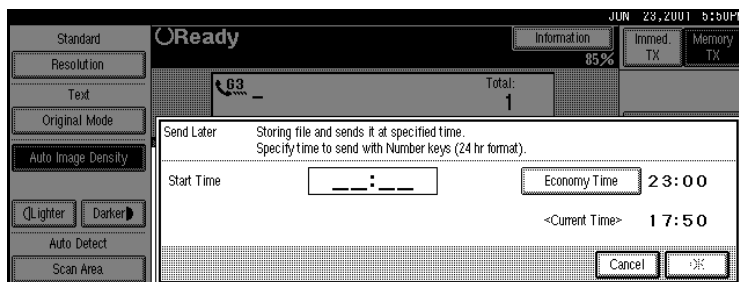 JUN 23,2001 5:50P
Standard
Resolution
Text
Original Mode
Auto Image Density
Lighter Darker
Auto Detect
Scan Area
Ready
Information
85%
Immed. TX
Memory TX
G3 _
Total:
1
Send Later
Storing file and sends it at specified time.
Specify time to send with Number keys (24 hr format).
Start Time
__:__
Economy Time 23:00
<Current Time> 17:50
Cancel OK